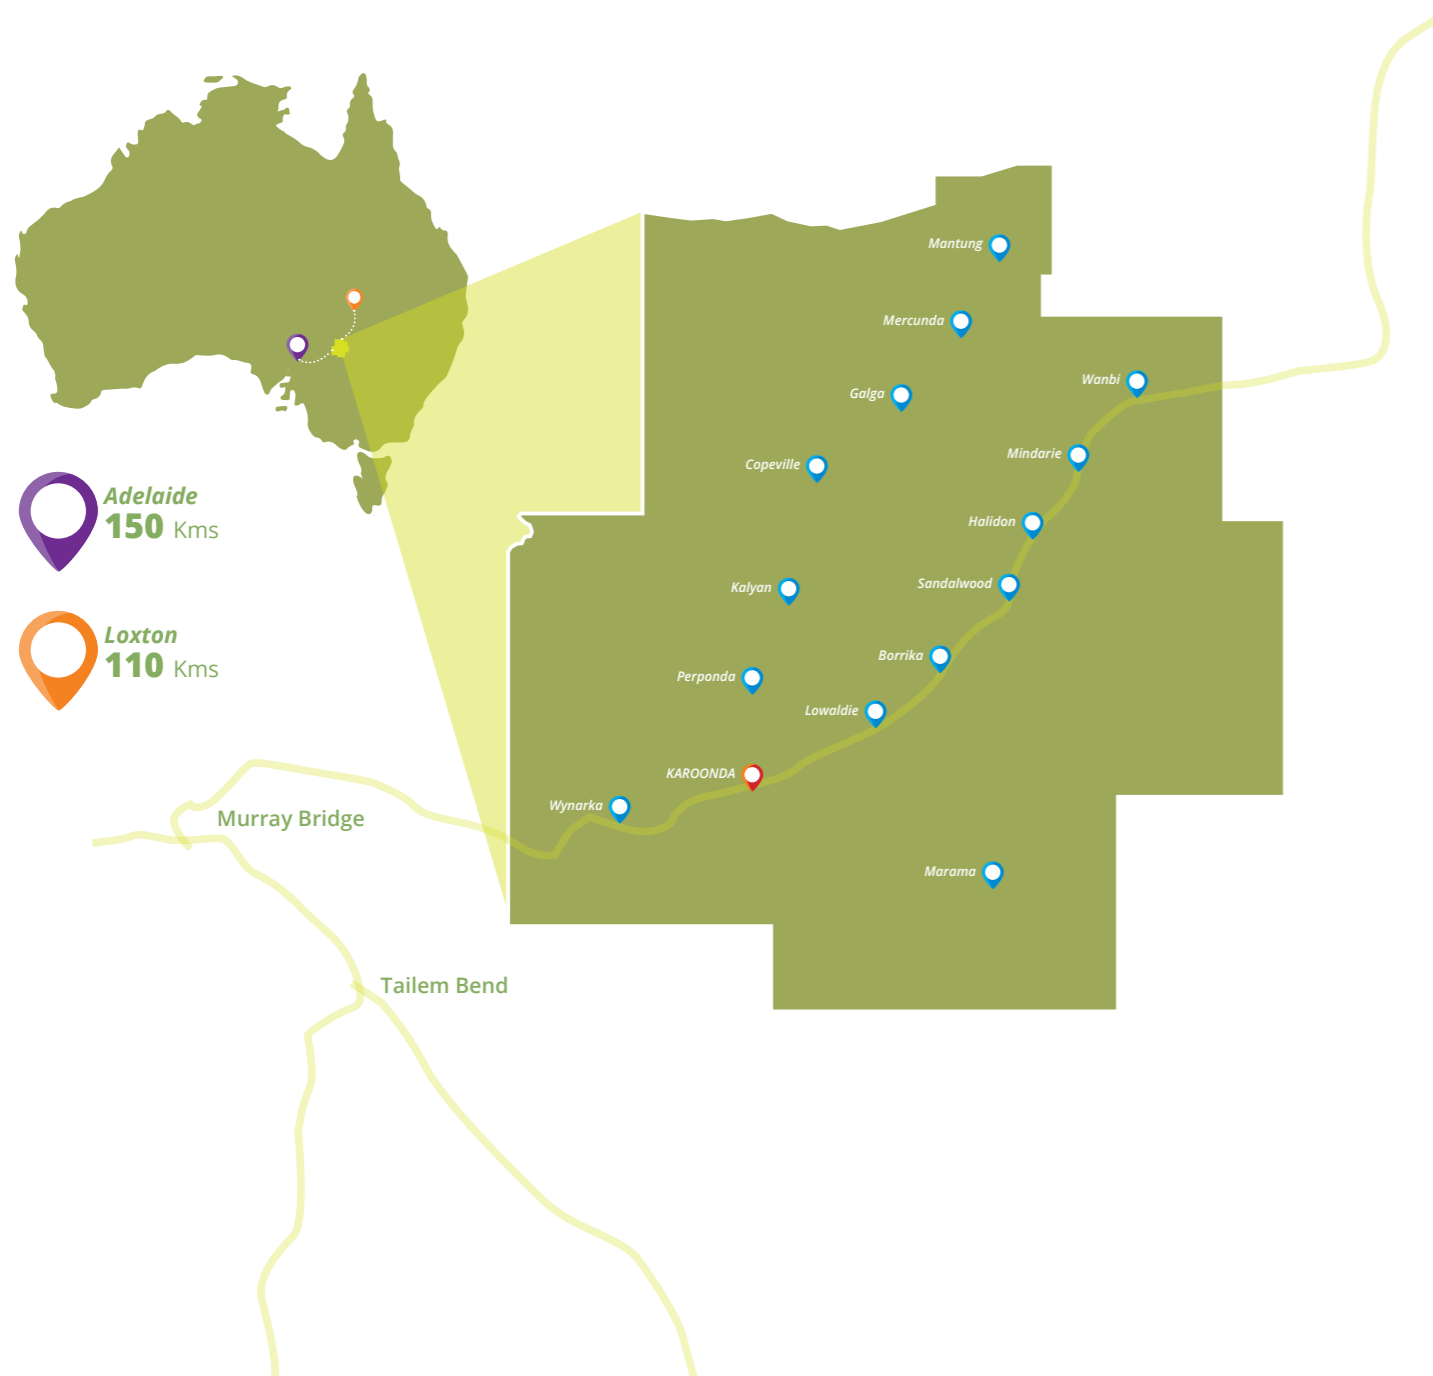 Mantung
Mercunda
Wanbi
Galga
Mindarie
Copeville
Adelaide
150 Kms
Halidon
Sandalwood
Kalyan
Loxton
110 Kms
Borrika
Perponda
Lowaldie
KAROONDA
Wynarka
Murray Bridge
Marama
Tailem Bend